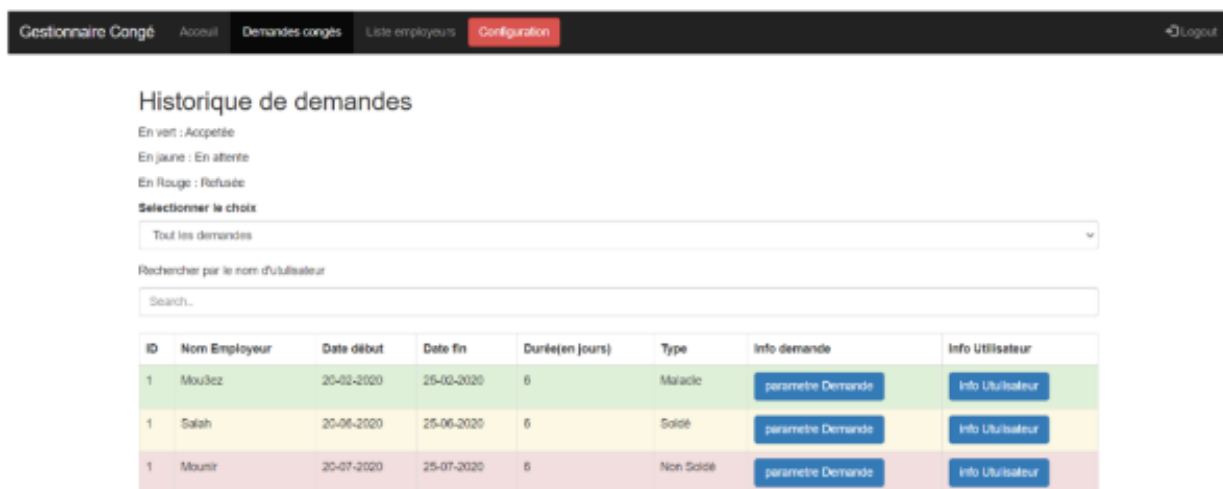 Gestionnaire Congé Acceuil Demandes congés Liste employeurs Configuration Logout
Historique de demandes
En vert : Accpetée
En jaune : En attente
En Rouge : Refusée
Selectionner le choix
Tout les demandes
Rechercher par le nom d'utulisateur
Search..
ID Nom Employeur Date début Date fin Durée(en jours) Type Info demande Info Utilisateur
1 Mou3ez 20-02-2020 25-02-2020 6 Maladie parametre Demande Info Utulisateur
1 Salah 20-06-2020 25-06-2020 6 Soldé parametre Demande Info Utulisateur
1 Mounir 20-07-2020 25-07-2020 6 Non Soldé parametre Demande Info Utulisateur